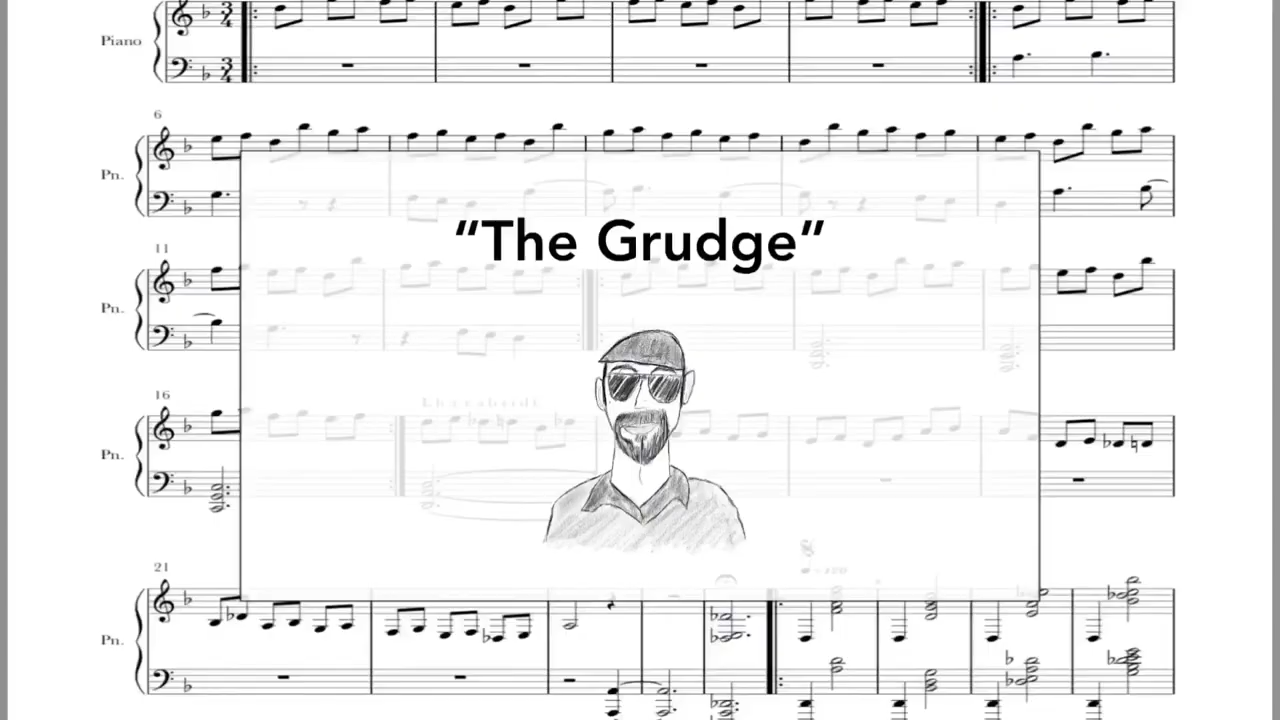 Piano
6
Pn.
“The Grudge”
11
Pn.
16
Pn.
21
Pn.